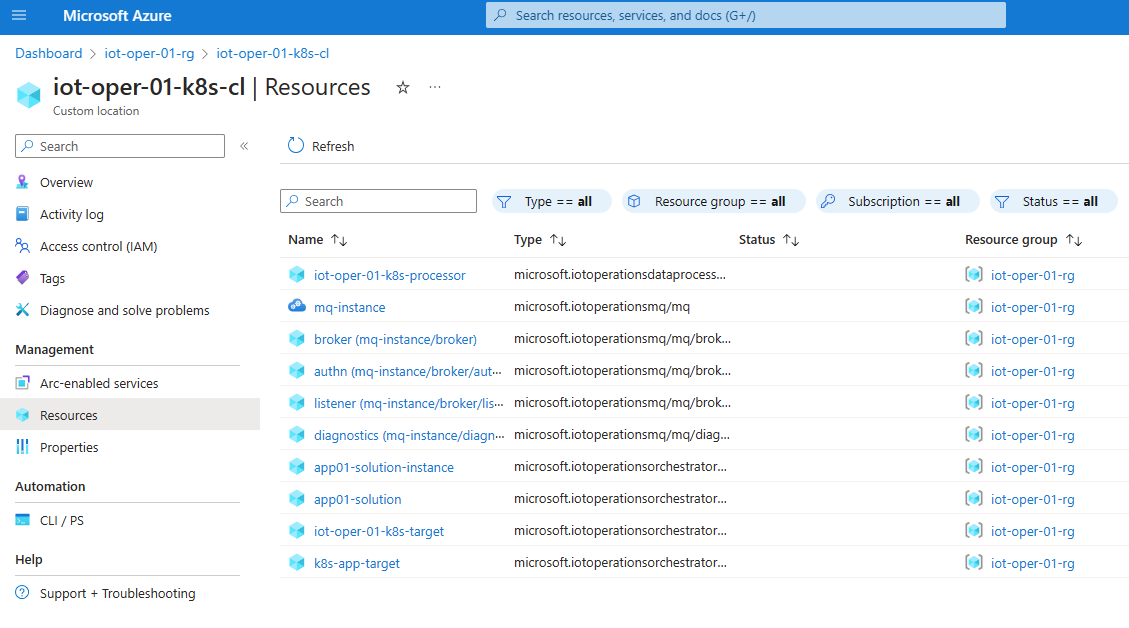 Microsoft Azure
Search resources, services, and docs (G+/)
Dashboard > iot-oper-01-rg > iot-oper-01-k8s-cl
iot-oper-01-k8s-cl | Resources
Custom location
Search
Overview
Activity log
Access control (IAM)
Tags
Diagnose and solve problems
Management
Arc-enabled services
Resources
Properties
Automation
CLI / PS
Help
Support + Troubleshooting
Refresh
Search
Type == all
Resource group == all
Subscription == all
Status == all
Name Type Status Resource group
iot-oper-01-k8s-processor microsoft.iotoperationsdataprocess... iot-oper-01-rg
mq-instance microsoft.iotoperationsmq/mq iot-oper-01-rg
broker (mq-instance/broker) microsoft.iotoperationsmq/mq/brok... iot-oper-01-rg
authn (mq-instance/broker/aut... microsoft.iotoperationsmq/mq/brok... iot-oper-01-rg
listener (mq-instance/broker/lis... microsoft.iotoperationsmq/mq/brok... iot-oper-01-rg
diagnostics (mq-instance/diagn... microsoft.iotoperationsmq/mq/diag... iot-oper-01-rg
app01-solution-instance microsoft.iotoperationsorchestrator... iot-oper-01-rg
app01-solution microsoft.iotoperationsorchestrator... iot-oper-01-rg
iot-oper-01-k8s-target microsoft.iotoperationsorchestrator... iot-oper-01-rg
k8s-app-target microsoft.iotoperationsorchestrator... iot-oper-01-rg